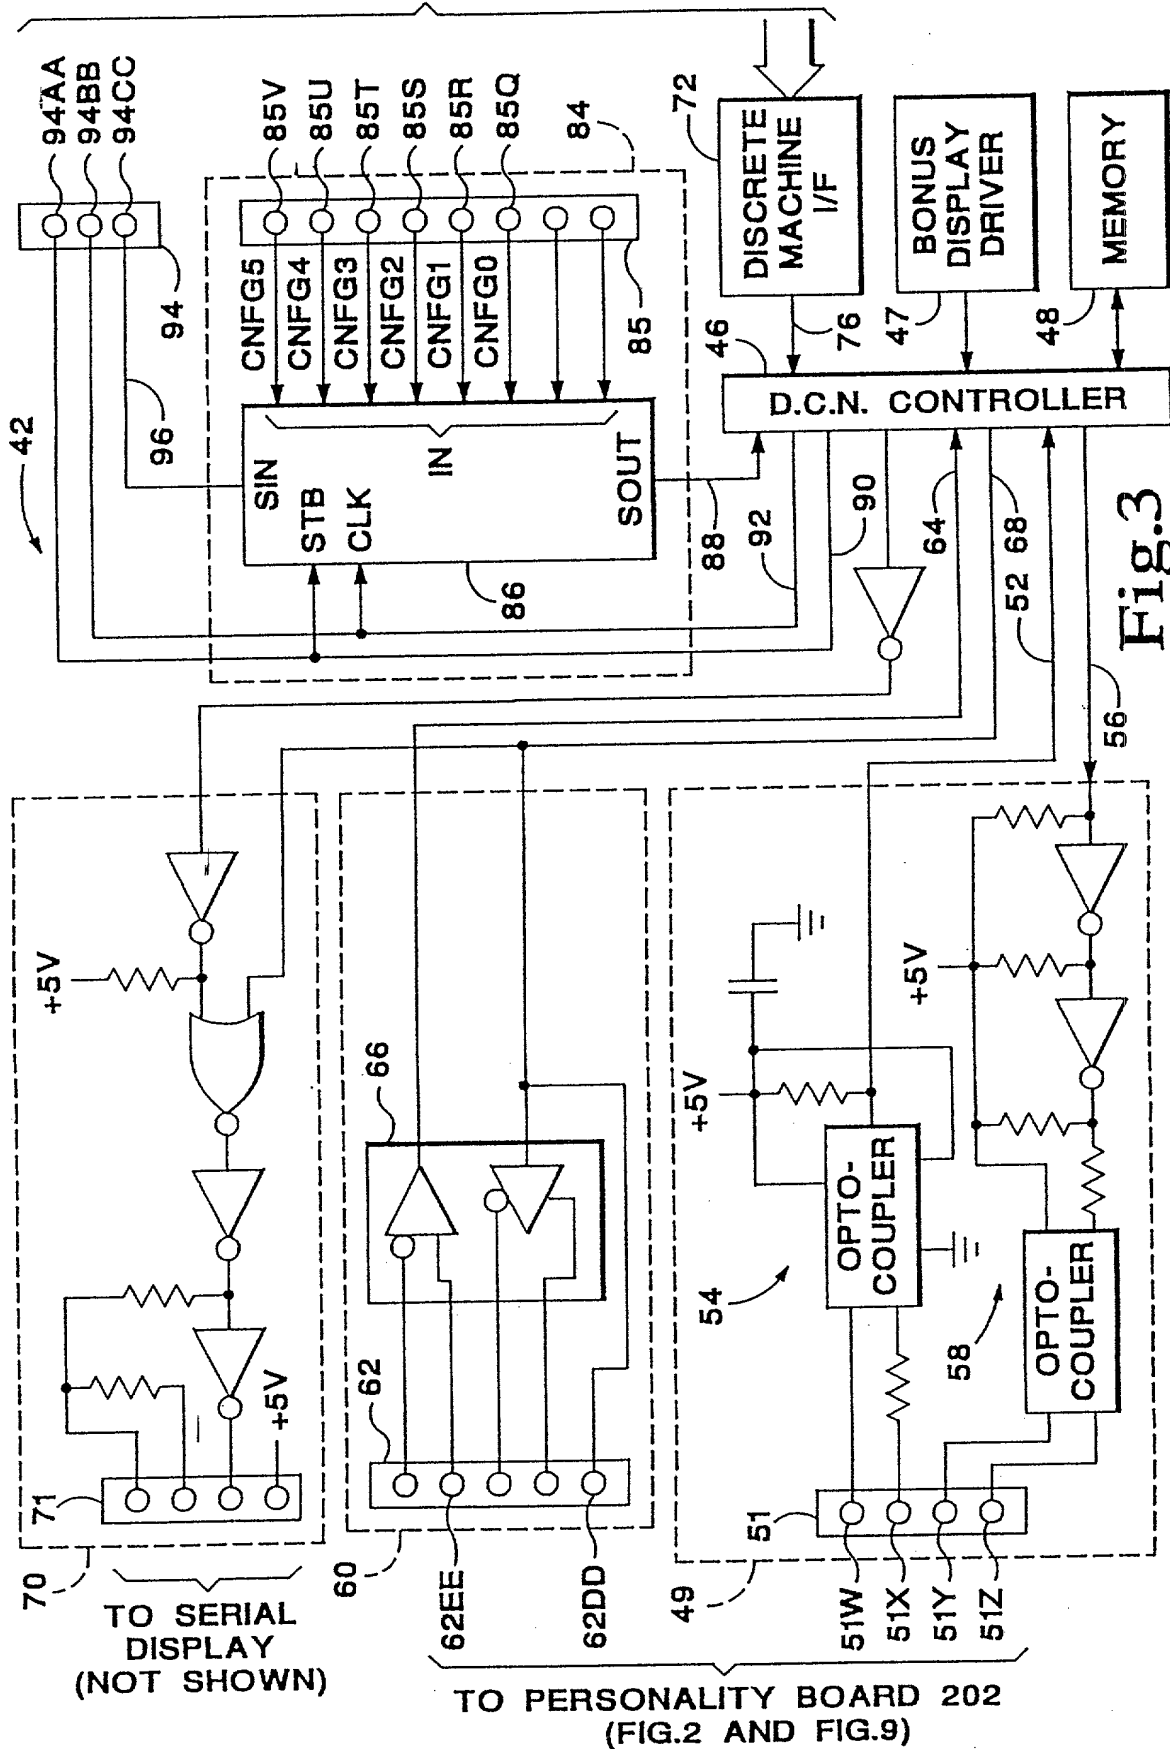 42
94AA
94BB
94CC
94
96
85V
85U
85T
85S
85R
85Q
84
CNFG5
CNFG4
CNFG3
CNFG2
CNFG1
CNFG0
85
SIN
STB
CLK
IN
SOUT
86
88
72
DISCRETE
MACHINE
I/F
76
BONUS
DISPLAY
DRIVER
47
MEMORY
48
46
D.C.N. CONTROLLER
92
90
64
68
52
56
Fig.3
+5V
+5V
71
70
TO SERIAL
DISPLAY
(NOT SHOWN)
66
62
60
62EE
62DD
+5V
+5V
OPTO-
COUPLER
54
OPTO-
COUPLER
58
51
49
51W
51X
51Y
51Z
TO PERSONALITY BOARD 202
(FIG.2 AND FIG.9)